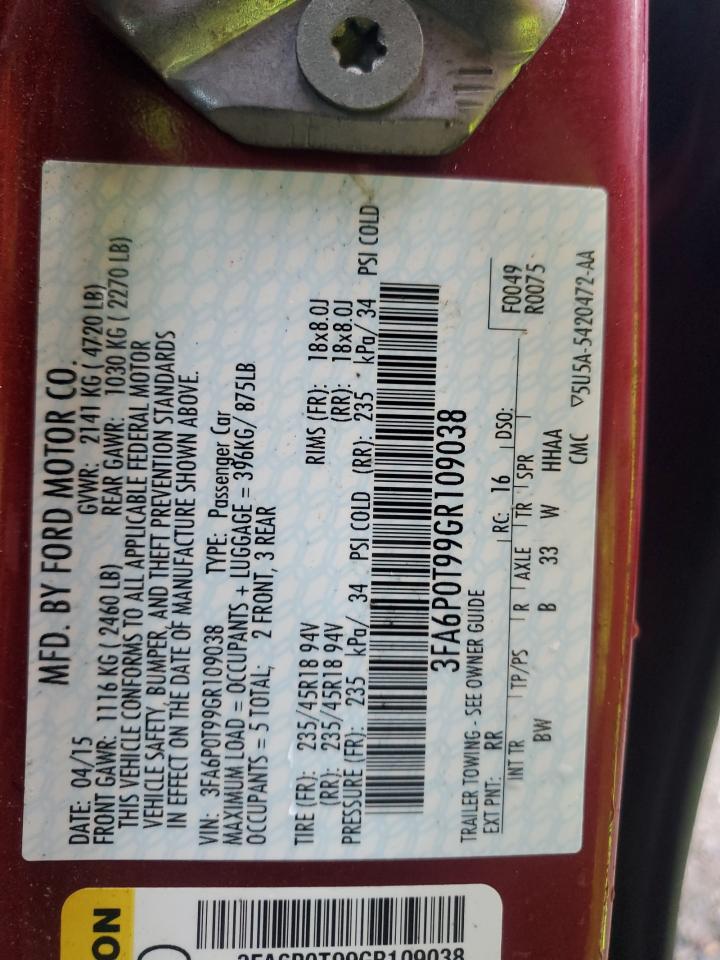 MFD. BY FORD MOTOR CO.
DATE: 04/15 GVWR: 2141 KG ( 4720 LB)
FRONT GAWR: 1116 KG ( 2460 LB) REAR GAWR: 1030 KG ( 2270 LB)
THIS VEHICLE CONFORMS TO ALL APPLICABLE FEDERAL MOTOR
VEHICLE SAFETY, BUMPER, AND THEFT PREVENTION STANDARDS
IN EFFECT ON THE DATE OF MANUFACTURE SHOWN ABOVE.
VIN: 3FA6P0T99GR109038 TYPE: Passenger Car
MAXIMUM LOAD = OCCUPANTS + LUGGAGE = 396KG/ 875LB
OCCUPANTS = 5 TOTAL; 2 FRONT, 3 REAR
TIRE (FR): 235/45R18 94V RIMS (FR): 18x8.0J
(RR): 235/45R18 94V (RR): 18x8.0J
PRESSURE (FR): 235 kPa/ 34 PSI COLD (RR): 235 kPa/ 34 PSI COLD
3FA6P0T99GR109038
TRAILER TOWING - SEE OWNER GUIDE
EXT PNT: RR RC: 16 DSO: F0049
R0075
INT TR TP/PS R AXLE TR SPR
BW B 33 W HHAA
CMC ▽5U5A-5420472-AA
ON
3FA6P0T99GR109038